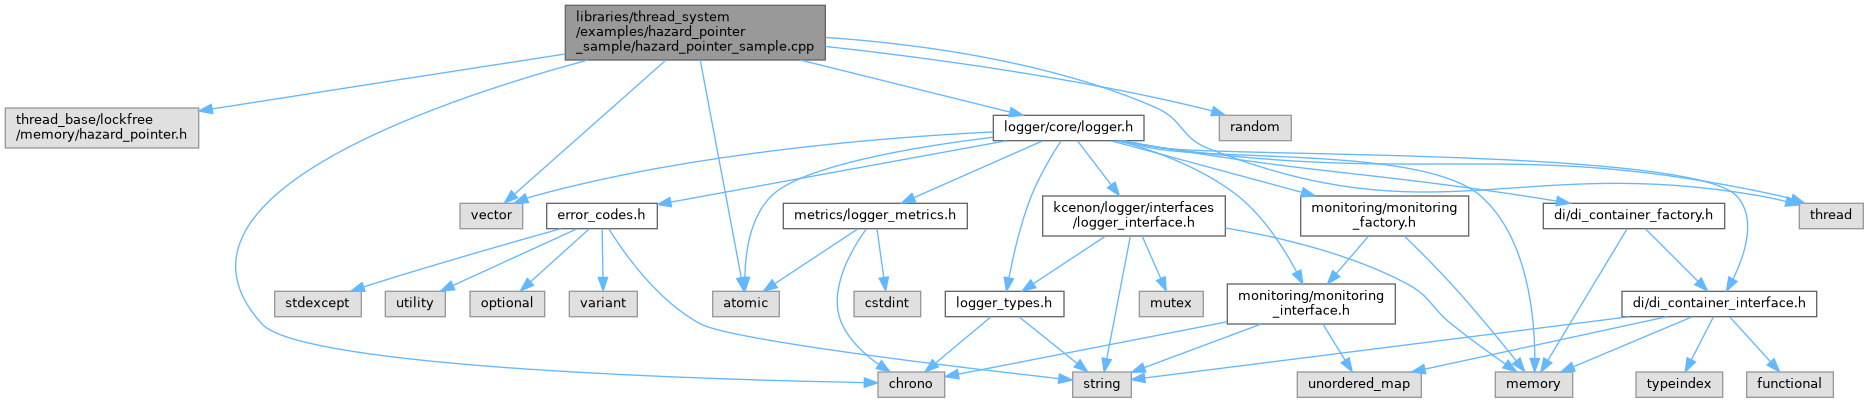 libraries/thread_system
/examples/hazard_pointer
_sample/hazard_pointer_sample.cpp
thread_base/lockfree
/memory/hazard_pointer.h
logger/core/logger.h
random
vector
error_codes.h
metrics/logger_metrics.h
kcenon/logger/interfaces
/logger_interface.h
monitoring/monitoring
_factory.h
di/di_container_factory.h
thread
stdexcept
utility
optional
variant
atomic
cstdint
logger_types.h
mutex
monitoring/monitoring
_interface.h
di/di_container_interface.h
chrono
string
unordered_map
memory
typeindex
functional